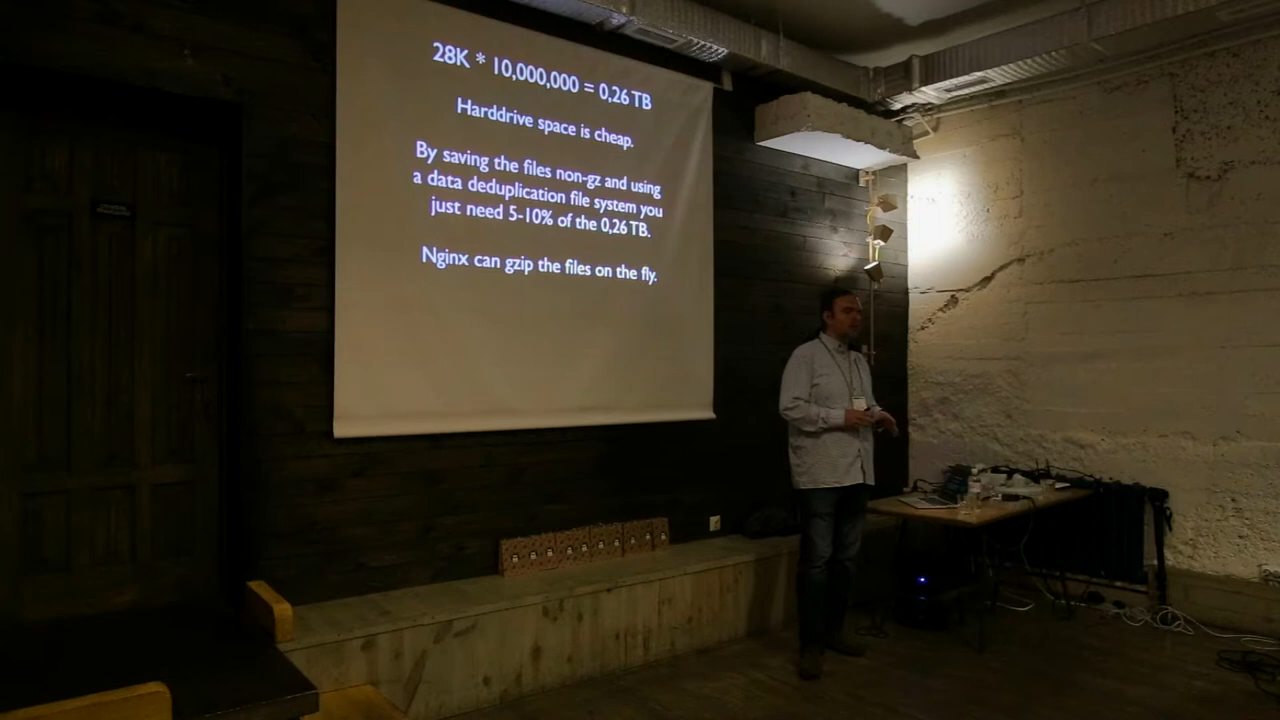 28K * 10,000,000 = 0,26 TB
Harddrive space is cheap.
By saving the files non-gz and using
a data deduplication file system you
just need 5-10% of the 0,26 TB.
Nginx can gzip the files on the fly.